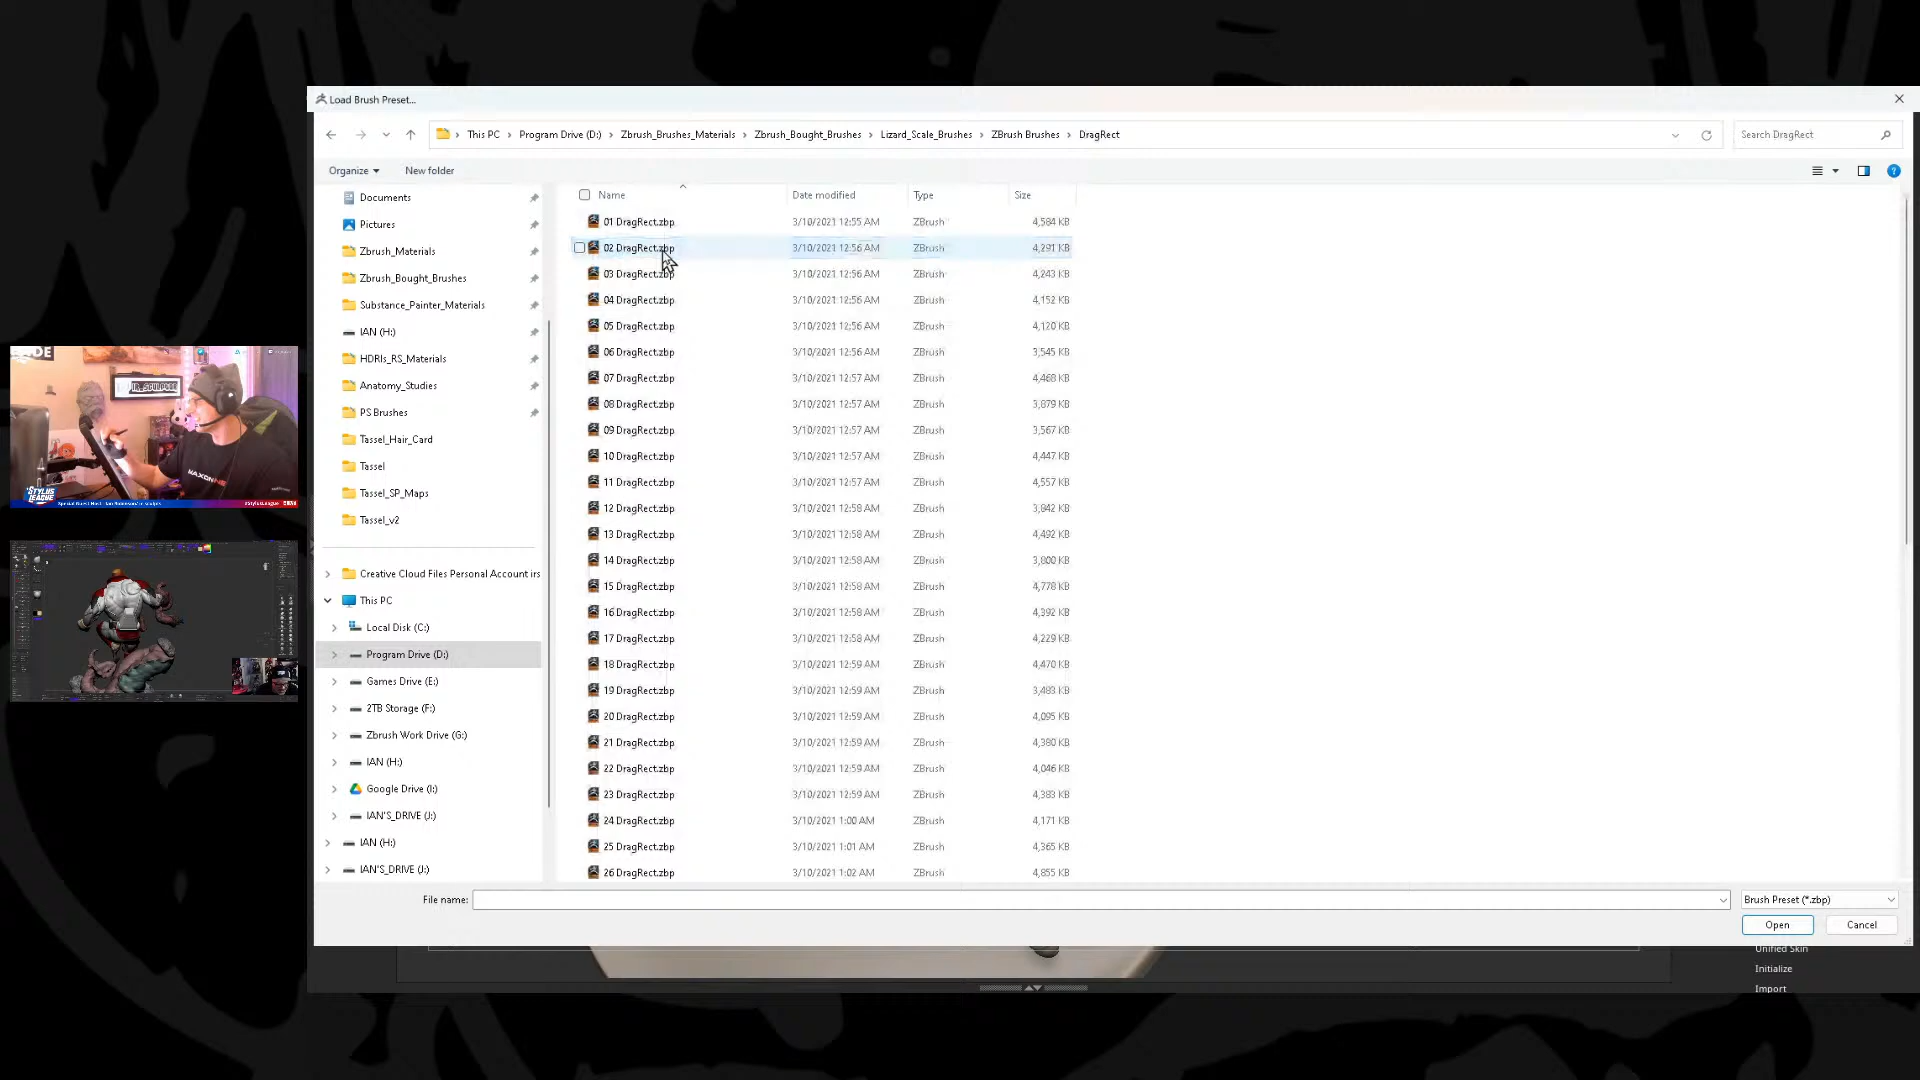 Load Brush Preset...
This PC > Program Drive (D:) > Zbrush_Brushes_Materials > Zbrush_Bought_Brushes > Lizard_Scale_Brushes > ZBrush Brushes > DragRect
Search DragRect
Organize New folder
Name Date modified Type Size
Documents
Pictures
Zbrush_Materials
Zbrush_Bought_Brushes
Substance_Painter_Materials
IAN (H:)
HDRIs_RS_Materials
Anatomy_Studies
PS Brushes
Tassel_Hair_Card
Tassel
Tassel_SP_Maps
Tassel_v2
Creative Cloud Files Personal Account irs
This PC
Local Disk (C:)
Program Drive (D:)
Games Drive (E:)
2TB Storage (F:)
Zbrush Work Drive (G:)
IAN (H:)
Google Drive (I:)
IAN'S_DRIVE (J:)
IAN (H:)
IAN'S_DRIVE (J:)
01 DragRect.zbp 3/10/2021 12:55 AM ZBrush 4,584 KB
02 DragRect.zbp 3/10/2021 12:56 AM ZBrush 4,291 KB
03 DragRect.zbp 3/10/2021 12:56 AM ZBrush 4,243 KB
04 DragRect.zbp 3/10/2021 12:56 AM ZBrush 4,152 KB
05 DragRect.zbp 3/10/2021 12:56 AM ZBrush 4,120 KB
06 DragRect.zbp 3/10/2021 12:56 AM ZBrush 3,545 KB
07 DragRect.zbp 3/10/2021 12:57 AM ZBrush 4,468 KB
08 DragRect.zbp 3/10/2021 12:57 AM ZBrush 3,879 KB
09 DragRect.zbp 3/10/2021 12:57 AM ZBrush 3,567 KB
10 DragRect.zbp 3/10/2021 12:57 AM ZBrush 4,447 KB
11 DragRect.zbp 3/10/2021 12:57 AM ZBrush 4,557 KB
12 DragRect.zbp 3/10/2021 12:58 AM ZBrush 3,842 KB
13 DragRect.zbp 3/10/2021 12:58 AM ZBrush 4,492 KB
14 DragRect.zbp 3/10/2021 12:58 AM ZBrush 3,800 KB
15 DragRect.zbp 3/10/2021 12:58 AM ZBrush 4,778 KB
16 DragRect.zbp 3/10/2021 12:58 AM ZBrush 4,392 KB
17 DragRect.zbp 3/10/2021 12:58 AM ZBrush 4,229 KB
18 DragRect.zbp 3/10/2021 12:59 AM ZBrush 4,470 KB
19 DragRect.zbp 3/10/2021 12:59 AM ZBrush 3,483 KB
20 DragRect.zbp 3/10/2021 12:59 AM ZBrush 4,095 KB
21 DragRect.zbp 3/10/2021 12:59 AM ZBrush 4,380 KB
22 DragRect.zbp 3/10/2021 12:59 AM ZBrush 4,046 KB
23 DragRect.zbp 3/10/2021 12:59 AM ZBrush 4,383 KB
24 DragRect.zbp 3/10/2021 1:00 AM ZBrush 4,171 KB
25 DragRect.zbp 3/10/2021 1:01 AM ZBrush 4,365 KB
26 DragRect.zbp 3/10/2021 1:02 AM ZBrush 4,855 KB
File name: Brush Preset (*.zbp)
Open Cancel
Unified Skin
Initialize
Import
STYLUS
LEAGUE